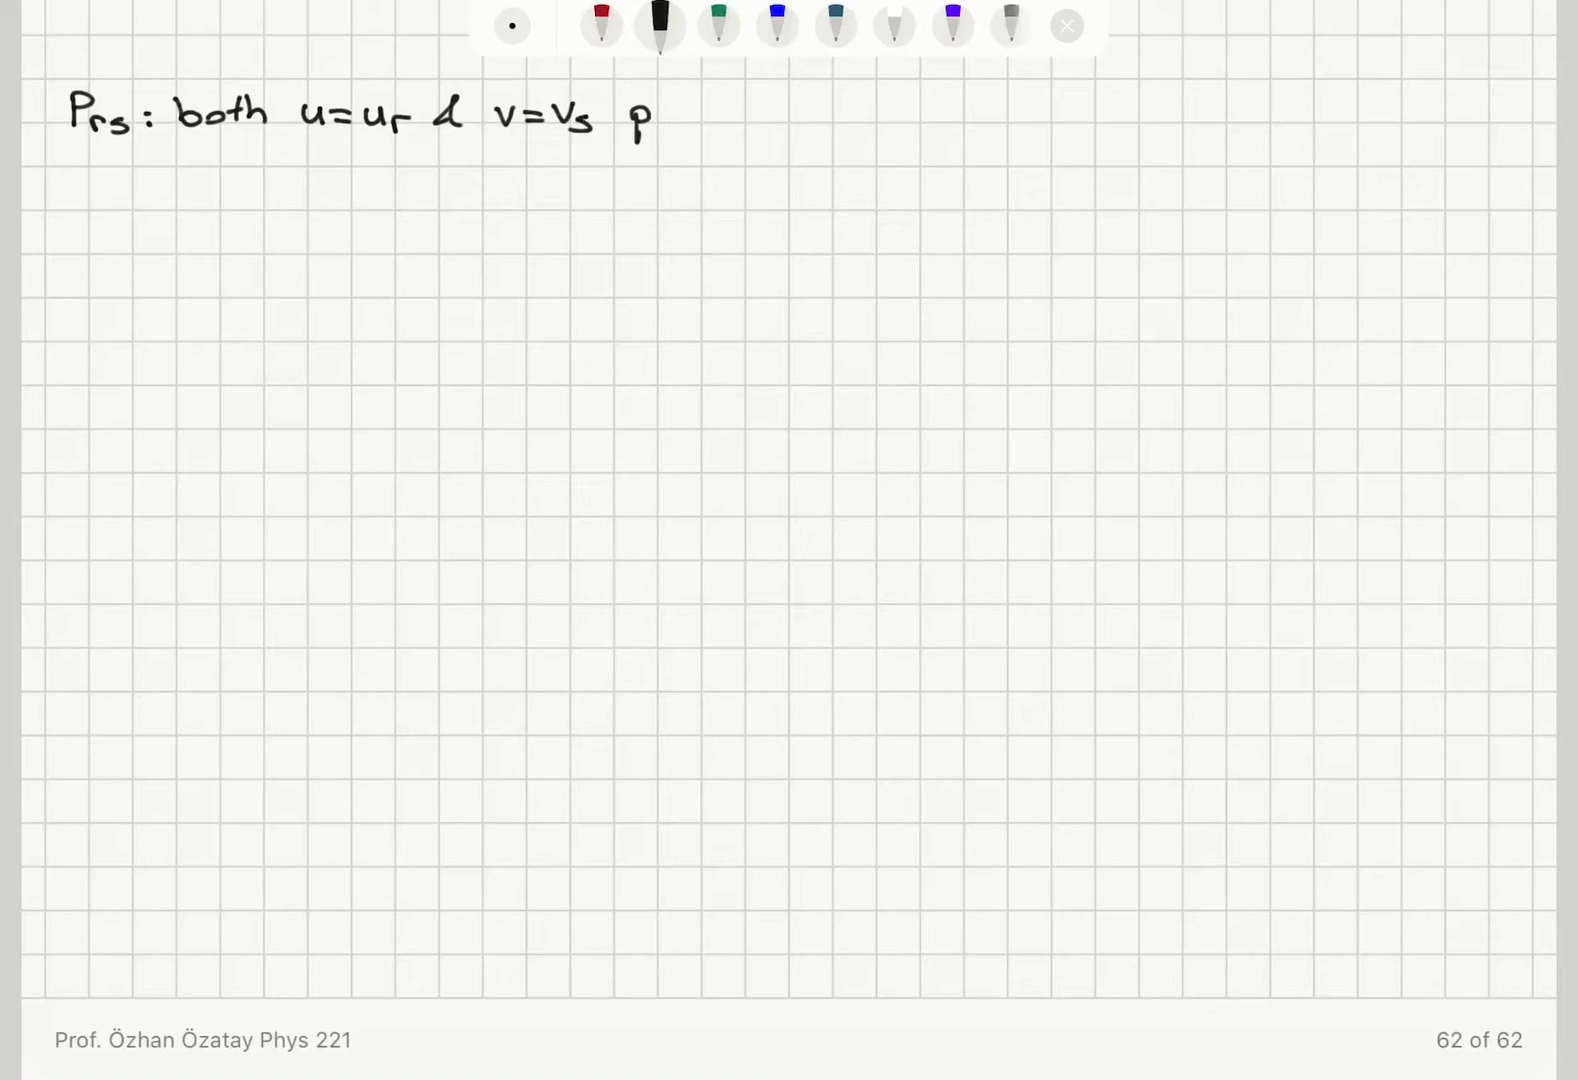 Prs: both u=ur & v=vs p
Prof. Özhan Özatay Phys 221
62 of 62